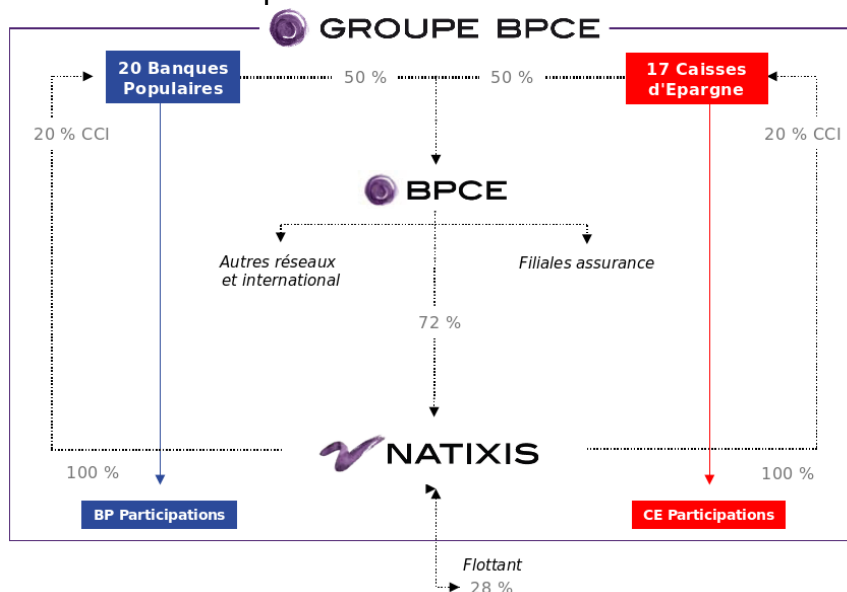 GROUPE BPCE
20 Banques
Populaires
50 %
50 %
17 Caisses
d'Epargne
20 % CCI
20 % CCI
BPCE
Autres réseaux
et international
Filiales assurance
72 %
NATIXIS
100 %
100 %
BP Participations
CE Participations
Flottant
28 %